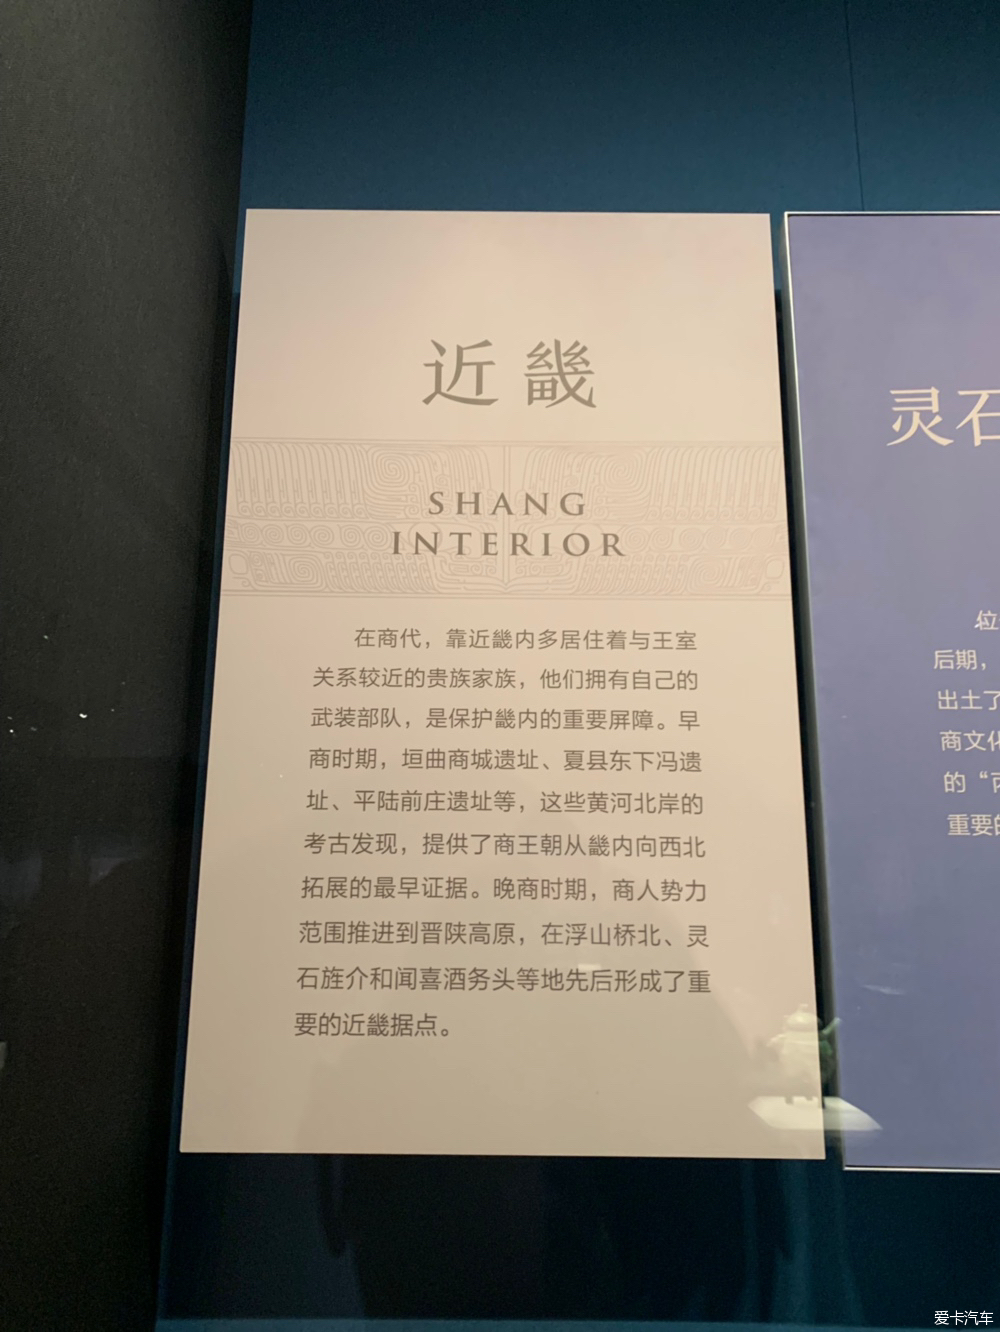 近畿
SHANG
INTERIOR
在商代，靠近畿内多居住着与王室
关系较近的贵族家族，他们拥有自己的
武装部队，是保护畿内的重要屏障。早
商时期，垣曲商城遗址、夏县东下冯遗
址、平陆前庄遗址等，这些黄河北岸的
考古发现，提供了商王朝从畿内向西北
拓展的最早证据。晚商时期，商人势力
范围推进到晋陕高原，在浮山桥北、灵
石旌介和闻喜酒务头等地先后形成了重
要的近畿据点。
灵石
位
后期，
出土了
商文化
的“丙
重要的
爱卡汽车